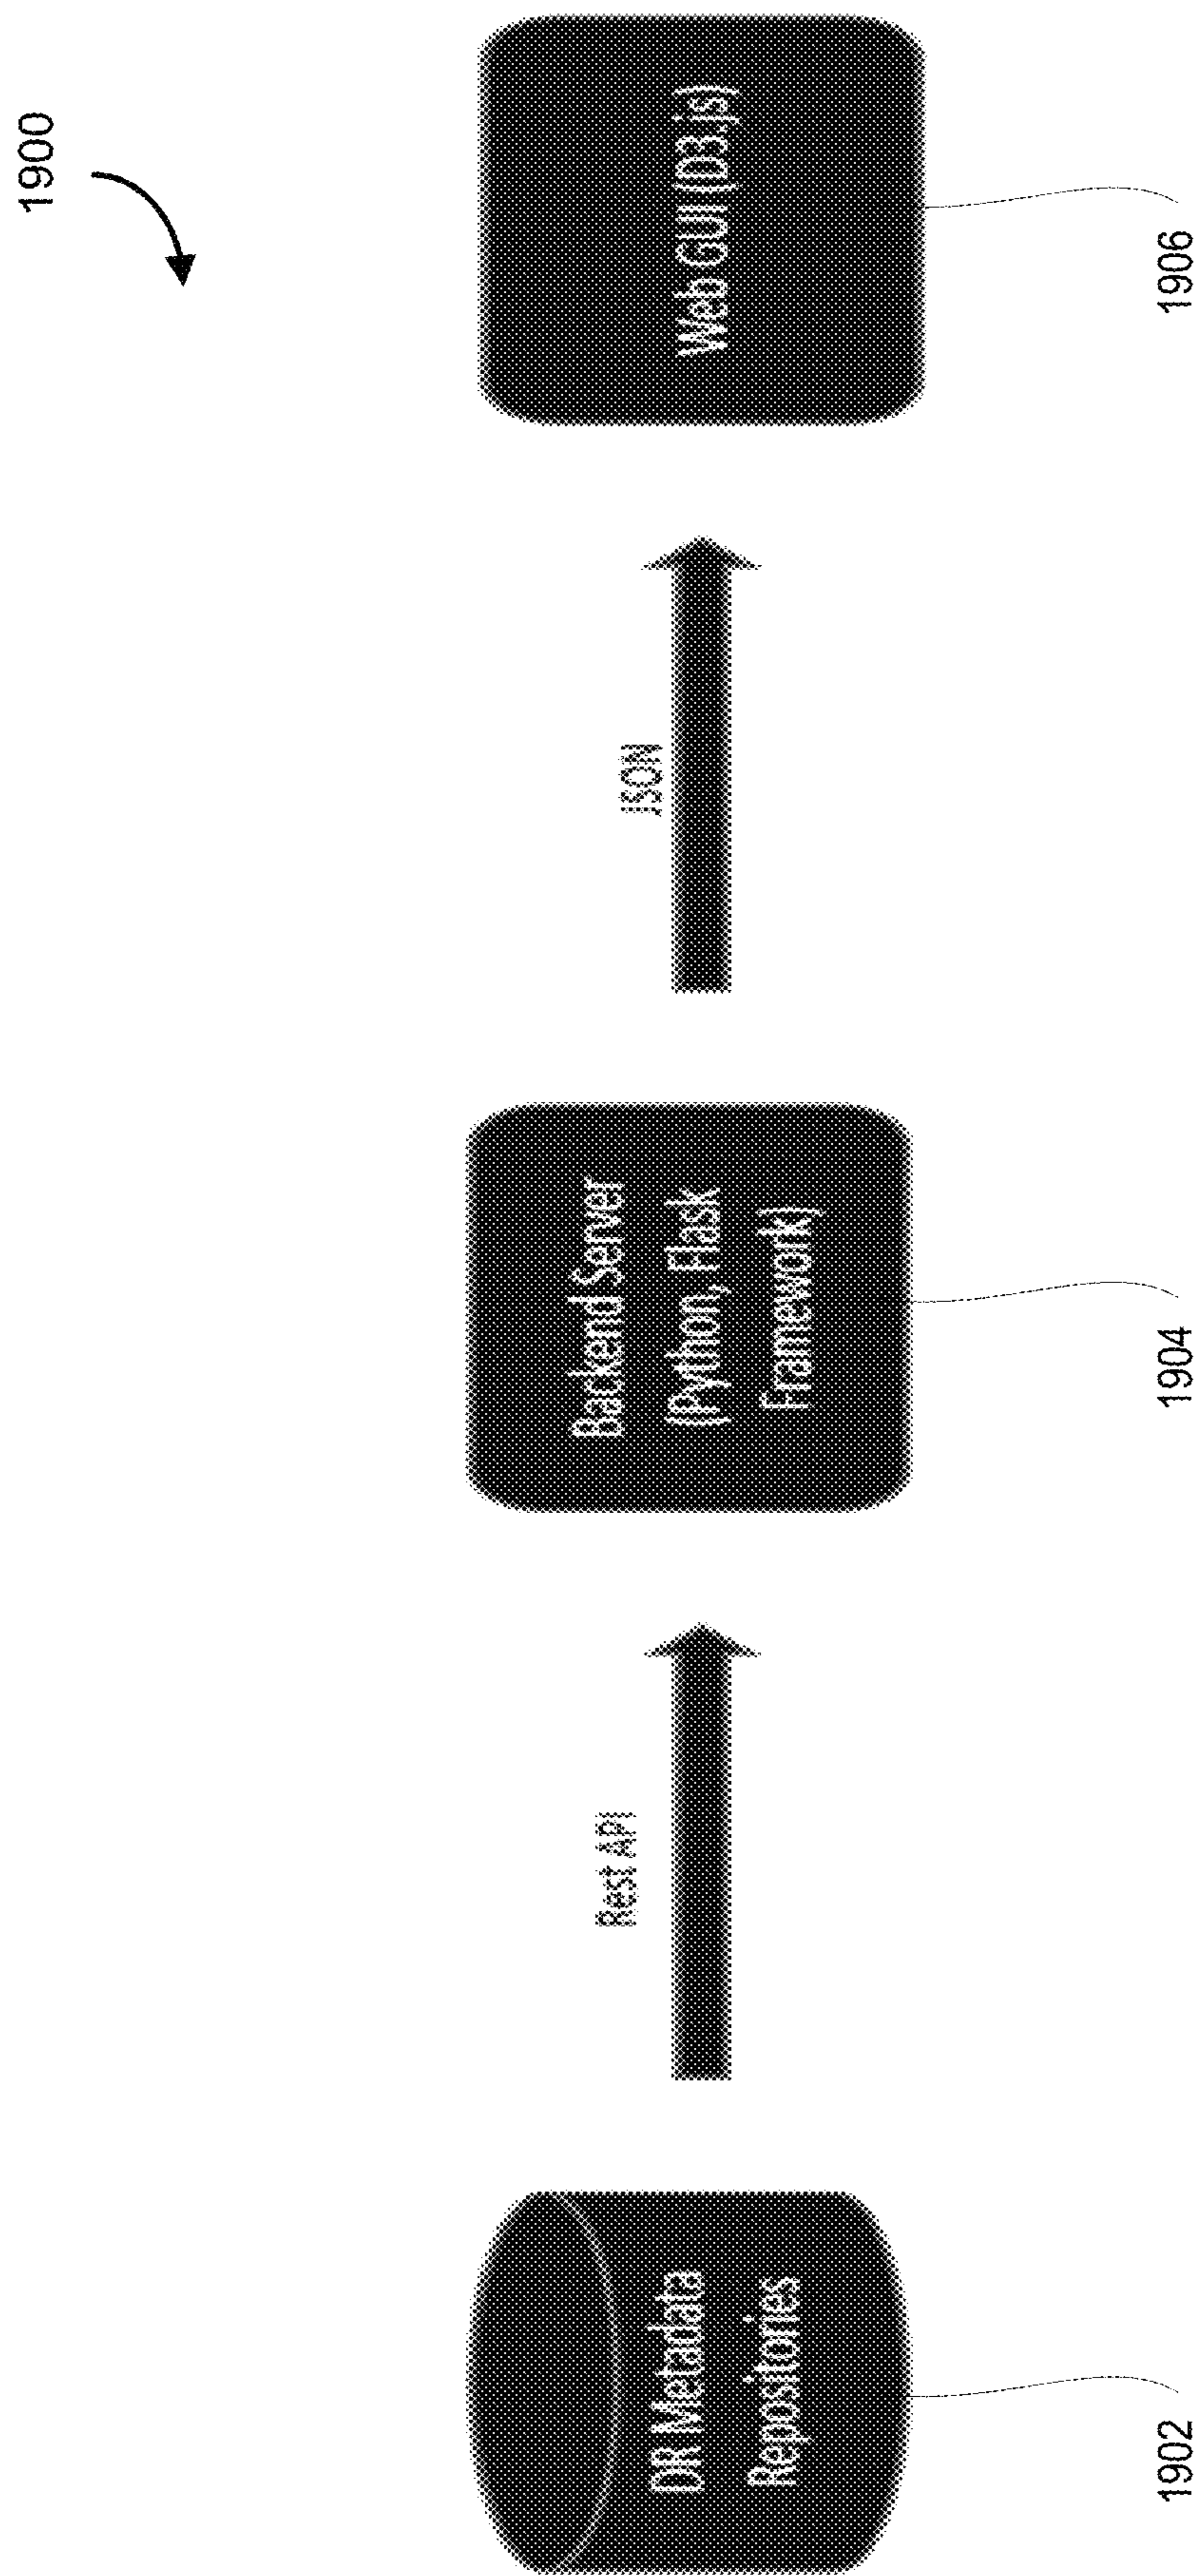 1900
DR Metadata
Repositories
Rest API
Backend Server
(Python, Flask
Framework)
JSON
Web GUI (D3.js)
1902
1904
1906